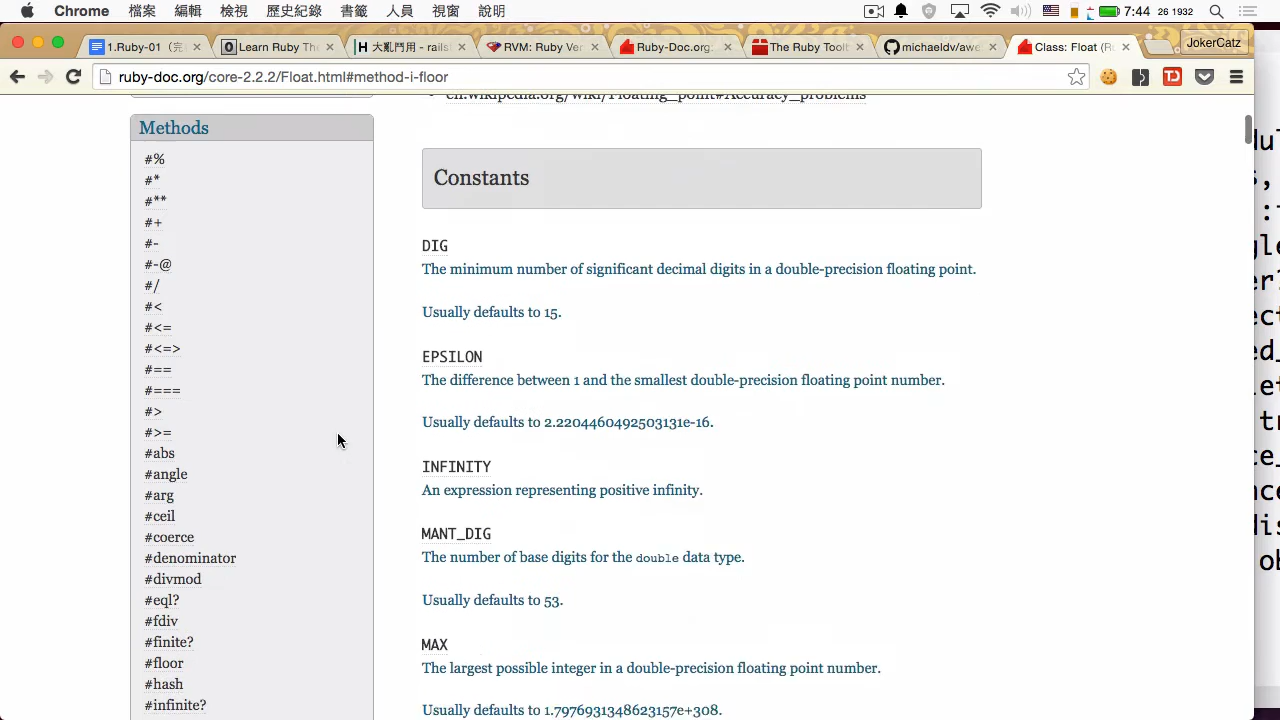 Chrome 檔案 編輯 檢視 歷史紀錄 書籤 人員 視窗 說明 7:44 26 1932
1.Ruby-01 (完
Learn Ruby The
大亂鬥用 - rails
RVM: Ruby Ver
Ruby-Doc.org
The Ruby Tool
michaeldv/awe
Class: Float (Ru
JokerCatz
ruby-doc.org/core-2.2.2/Float.html#method-i-floor
en.wikipedia.org/wiki/Floating_point#Accuracy_problems
Methods
#%
#*
#**
#+
#-
#-@
#/
#<
#<=
#<=>
#==
#===
#>
#>=
#abs
#angle
#arg
#ceil
#coerce
#denominator
#divmod
#eql?
#fdiv
#finite?
#floor
#hash
#infinite?
Constants
DIG
The minimum number of significant decimal digits in a double-precision floating point.
Usually defaults to 15.
EPSILON
The difference between 1 and the smallest double-precision floating point number.
Usually defaults to 2.2204460492503131e-16.
INFINITY
An expression representing positive infinity.
MANT_DIG
The number of base digits for the double data type.
Usually defaults to 53.
MAX
The largest possible integer in a double-precision floating point number.
Usually defaults to 1.7976931348623157e+308.